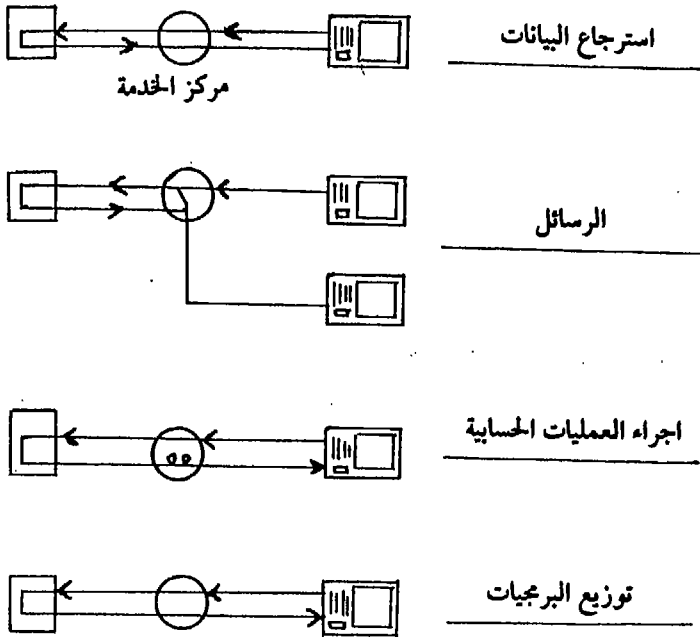 استرجاع البيانات
مركز الخدمة
الرسائل
اجراء العمليات الحسابية
توزيع البرمجيات